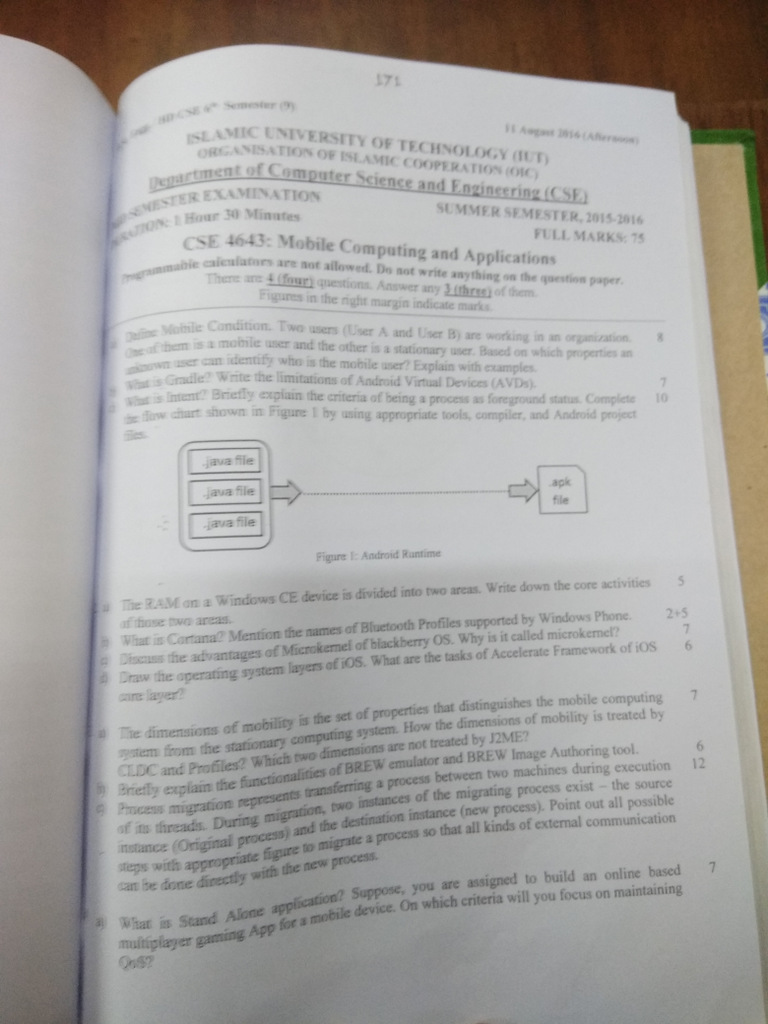 171
HD CSE 6th Semester (9)
11 August 2016 (Afternoon)
ISLAMIC UNIVERSITY OF TECHNOLOGY (IUT)
ORGANISATION OF ISLAMIC COOPERATION (OIC)
Department of Computer Science and Engineering (CSE)
SEMESTER EXAMINATION
SUMMER SEMESTER, 2015-2016
DURATION: 1 Hour 30 Minutes
FULL MARKS: 75
CSE 4643: Mobile Computing and Applications
Programmable calculators are not allowed. Do not write anything on the question paper.
There are 4 (four) questions. Answer any 3 (three) of them.
Figures in the right margin indicate marks.
Define Mobile Condition. Two users (User A and User B) are working in an organization. 8
One of them is a mobile user and the other is a stationary user. Based on which properties an
unknown user can identify who is the mobile user? Explain with examples.
What is Gradle? Write the limitations of Android Virtual Devices (AVDs). 7
What is Intent? Briefly explain the criteria of being a process as foreground status. Complete 10
the flow chart shown in Figure 1 by using appropriate tools, compiler, and Android project
files.
.java file
.java file
.java file
.apk
file
Figure 1: Android Runtime
a) The RAM on a Windows CE device is divided into two areas. Write down the core activities 5
of those two areas.
b) What is Cortana? Mention the names of Bluetooth Profiles supported by Windows Phone. 2+5
c) Discuss the advantages of Microkernel of blackberry OS. Why is it called microkernel? 7
d) Draw the operating system layers of iOS. What are the tasks of Accelerate Framework of iOS 6
core layer?
a) The dimensions of mobility is the set of properties that distinguishes the mobile computing 7
system from the stationary computing system. How the dimensions of mobility is treated by
CLDC and Profiles? Which two dimensions are not treated by J2ME?
b) Briefly explain the functionalities of BREW emulator and BREW Image Authoring tool. 6
c) Process migration represents transferring a process between two machines during execution 12
of its threads. During migration, two instances of the migrating process exist – the source
instance (Original process) and the destination instance (new process). Point out all possible
steps with appropriate figure to migrate a process so that all kinds of external communication
can be done directly with the new process.
a) What is Stand Alone application? Suppose, you are assigned to build an online based 7
multiplayer gaming App for a mobile device. On which criteria will you focus on maintaining
QoS?